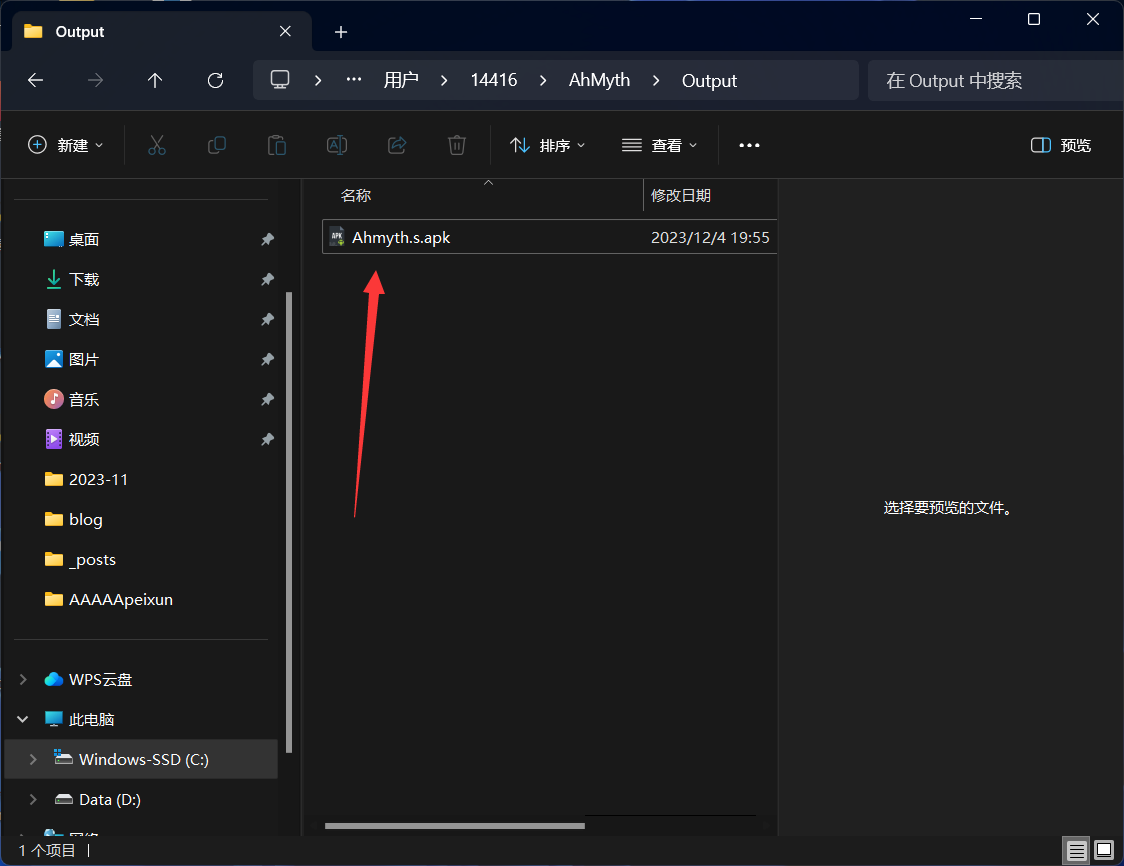 Output
用户 14416 AhMyth Output
在 Output 中搜索
新建 排序 查看 预览
名称 修改日期
APK Ahmyth.s.apk 2023/12/4 19:55
桌面
下载
文档
图片
音乐
视频
2023-11
blog
_posts
AAAAApeixun
WPS云盘
此电脑
Windows-SSD (C:)
Data (D:)
网络
选择要预览的文件。
1 个项目